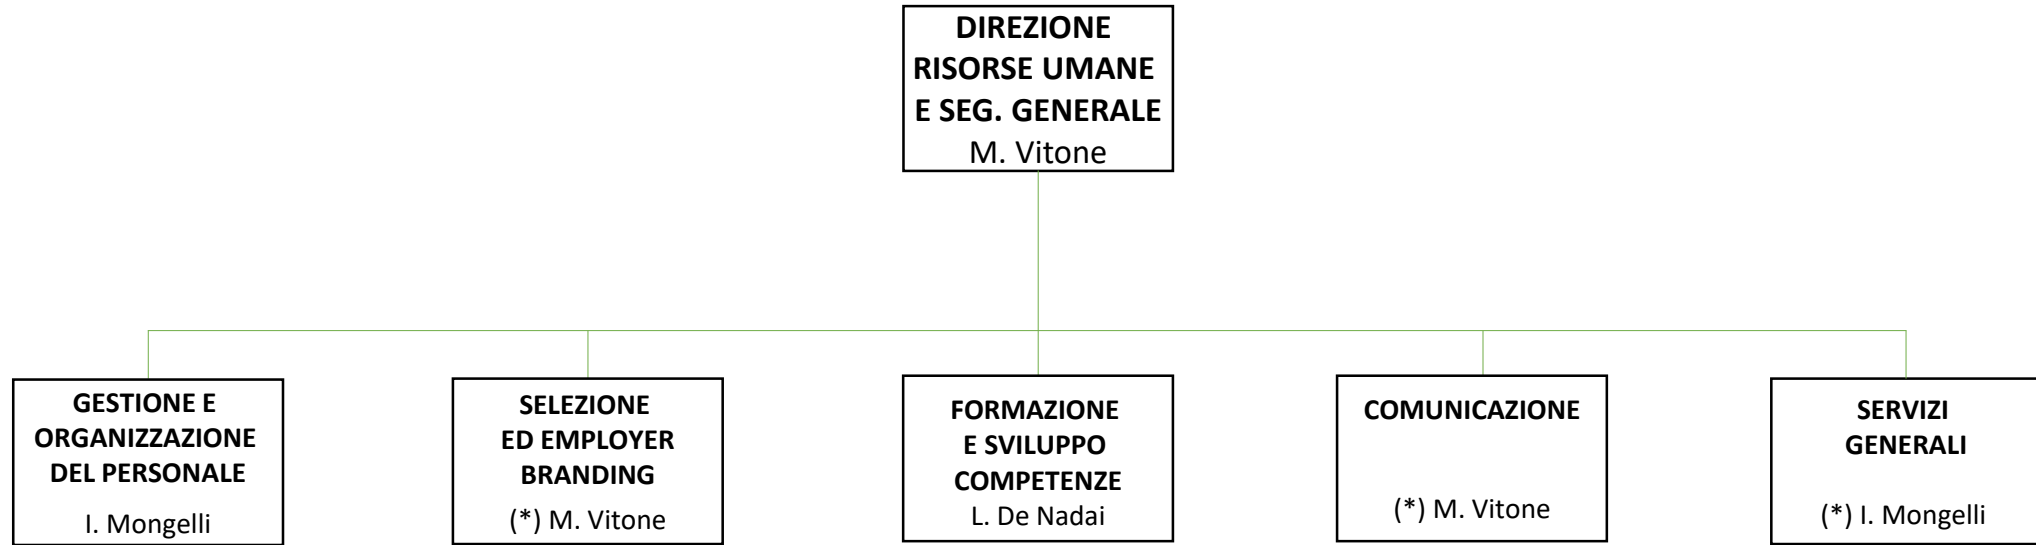 DIREZIONE
RISORSE UMANE
E SEG. GENERALE
M. Vitone
GESTIONE E
ORGANIZZAZIONE
DEL PERSONALE
I. Mongelli
SELEZIONE
ED EMPLOYER
BRANDING
(*) M. Vitone
FORMAZIONE
E SVILUPPO
COMPETENZE
L. De Nadai
COMUNICAZIONE
(*) M. Vitone
SERVIZI
GENERALI
(*) I. Mongelli